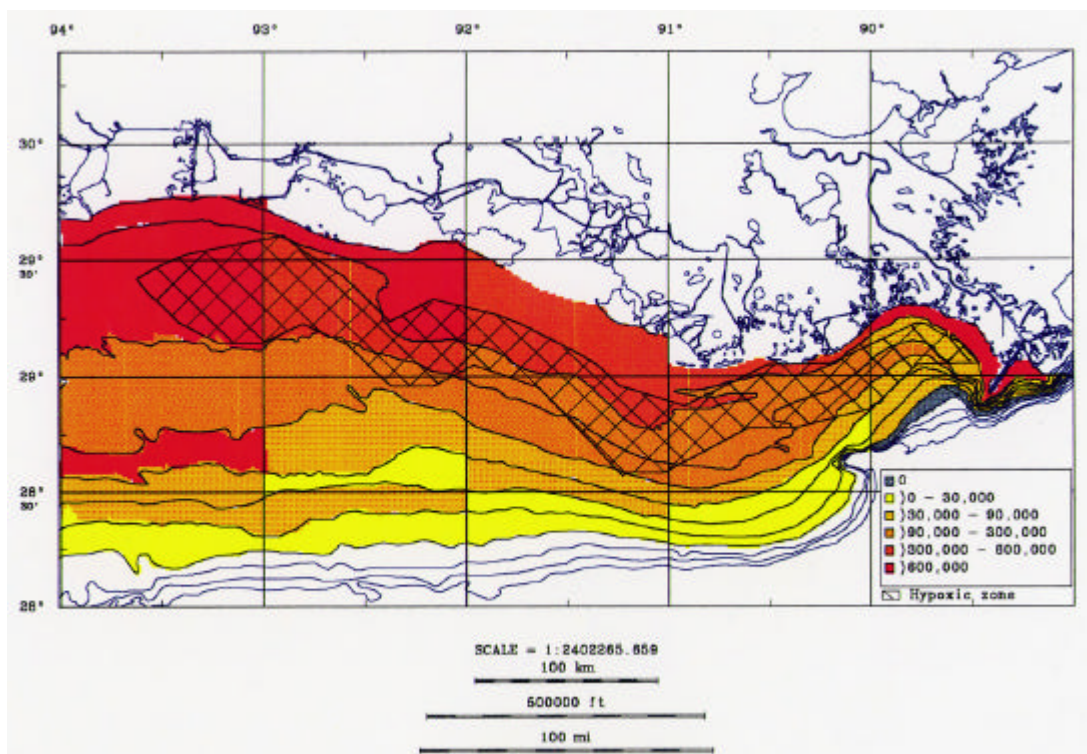 94° 93° 92° 91° 90°
30°
29°
30'
29°
28°
30'
28°
0
}0 - 30,000
}30,000 - 90,000
}90,000 - 300,000
}300,000 - 600,000
}600,000
Hypoxic zone
SCALE = 1:2402265.659
100 km
500000 ft
100 mi